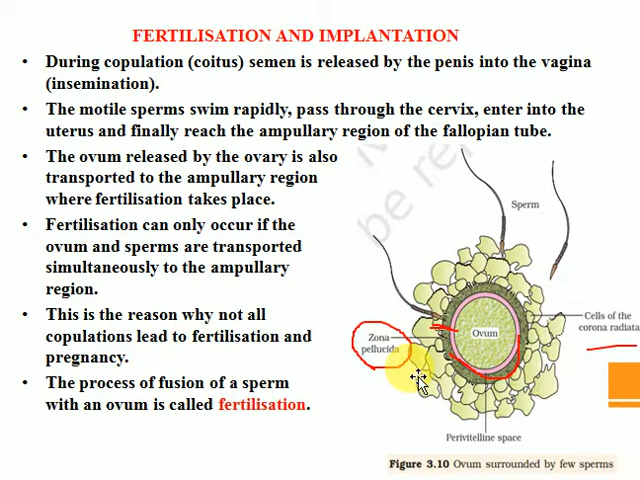 FERTILISATION AND IMPLANTATION
• During copulation (coitus) semen is released by the penis into the vagina
(insemination).
• The motile sperms swim rapidly, pass through the cervix, enter into the
uterus and finally reach the ampullary region of the fallopian tube.
• The ovum released by the ovary is also
transported to the ampullary region
where fertilisation takes place.
• Fertilisation can only occur if the
ovum and sperms are transported
simultaneously to the ampullary
region.
• This is the reason why not all
copulations lead to fertilisation and
pregnancy.
• The process of fusion of a sperm
with an ovum is called fertilisation.
be re
Sperm
Cells of the
corona radiata
Zona
pellucida
Ovum
Perivitelline space
Figure 3.10 Ovum surrounded by few sperms